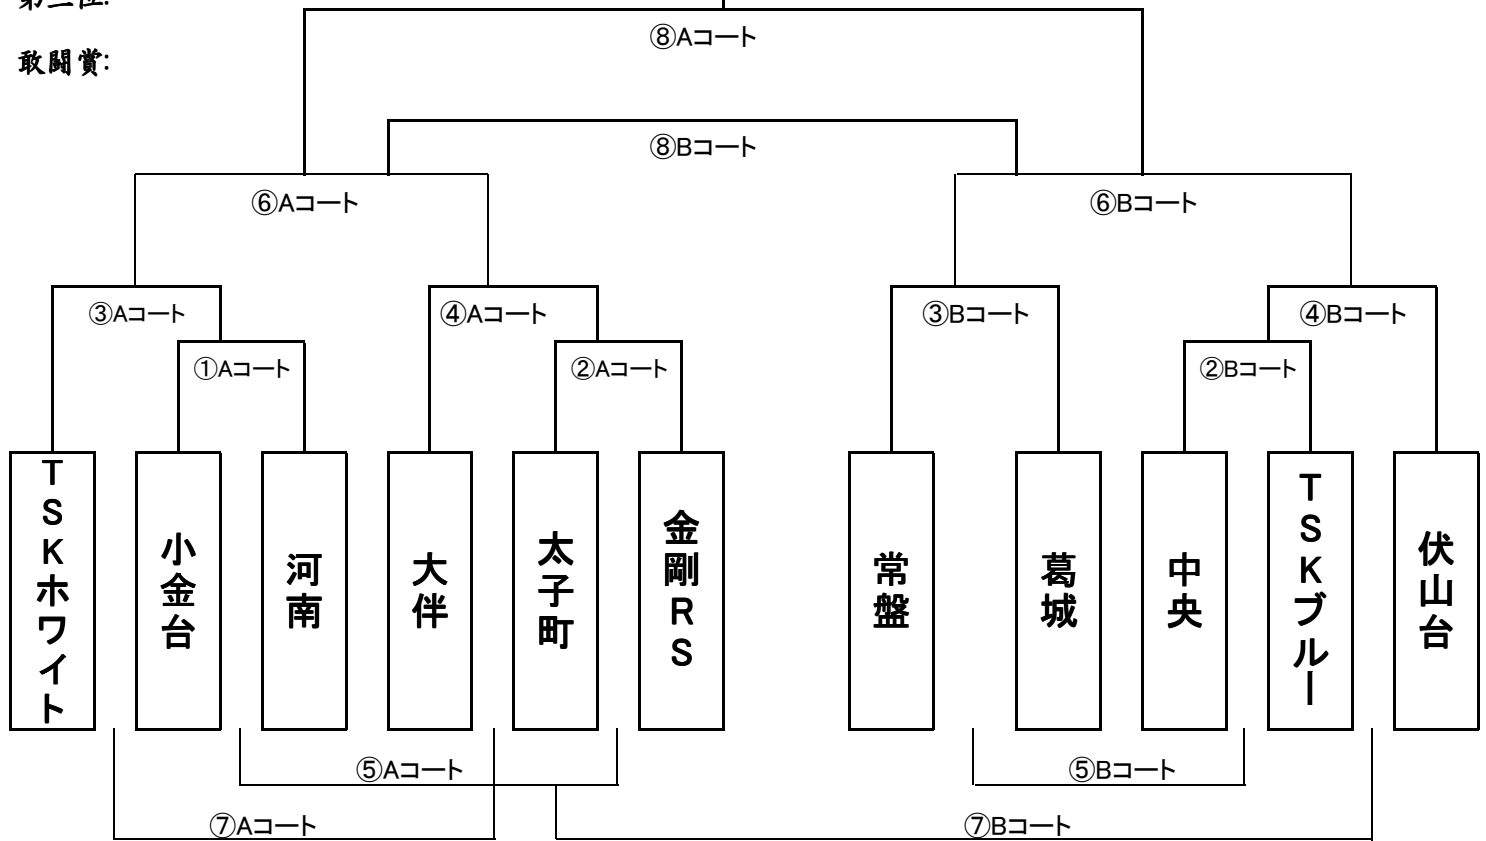 敢闘賞:
⑧Aコート
⑧Bコート
⑥Aコート
⑥Bコート
③Aコート
④Aコート
③Bコート
④Bコート
①Aコート
②Aコート
②Bコート
TSKホワイト
小金台
河南
大伴
太子町
金剛RS
常盤
葛城
中央
TSKブルー
伏山台
⑤Aコート
⑤Bコート
⑦Aコート
⑦Bコート